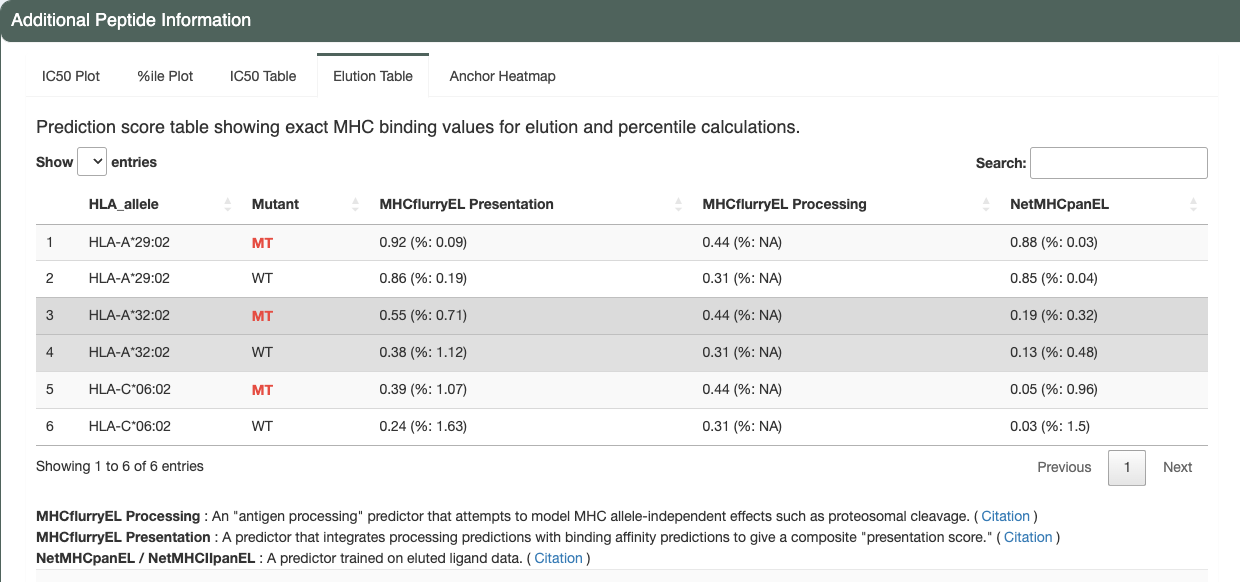 Additional Peptide Information
IC50 Plot %ile Plot IC50 Table Elution Table Anchor Heatmap
Prediction score table showing exact MHC binding values for elution and percentile calculations.
Show entries Search:
HLA_allele Mutant MHCflurryEL Presentation MHCflurryEL Processing NetMHCpanEL
1 HLA-A*29:02 MT 0.92 (%: 0.09) 0.44 (%: NA) 0.88 (%: 0.03)
2 HLA-A*29:02 WT 0.86 (%: 0.19) 0.31 (%: NA) 0.85 (%: 0.04)
3 HLA-A*32:02 MT 0.55 (%: 0.71) 0.44 (%: NA) 0.19 (%: 0.32)
4 HLA-A*32:02 WT 0.38 (%: 1.12) 0.31 (%: NA) 0.13 (%: 0.48)
5 HLA-C*06:02 MT 0.39 (%: 1.07) 0.44 (%: NA) 0.05 (%: 0.96)
6 HLA-C*06:02 WT 0.24 (%: 1.63) 0.31 (%: NA) 0.03 (%: 1.5)
Showing 1 to 6 of 6 entries Previous 1 Next
MHCflurryEL Processing : An "antigen processing" predictor that attempts to model MHC allele-independent effects such as proteosomal cleavage. ( Citation )
MHCflurryEL Presentation : A predictor that integrates processing predictions with binding affinity predictions to give a composite "presentation score." ( Citation )
NetMHCpanEL / NetMHCIIpanEL : A predictor trained on eluted ligand data. ( Citation )